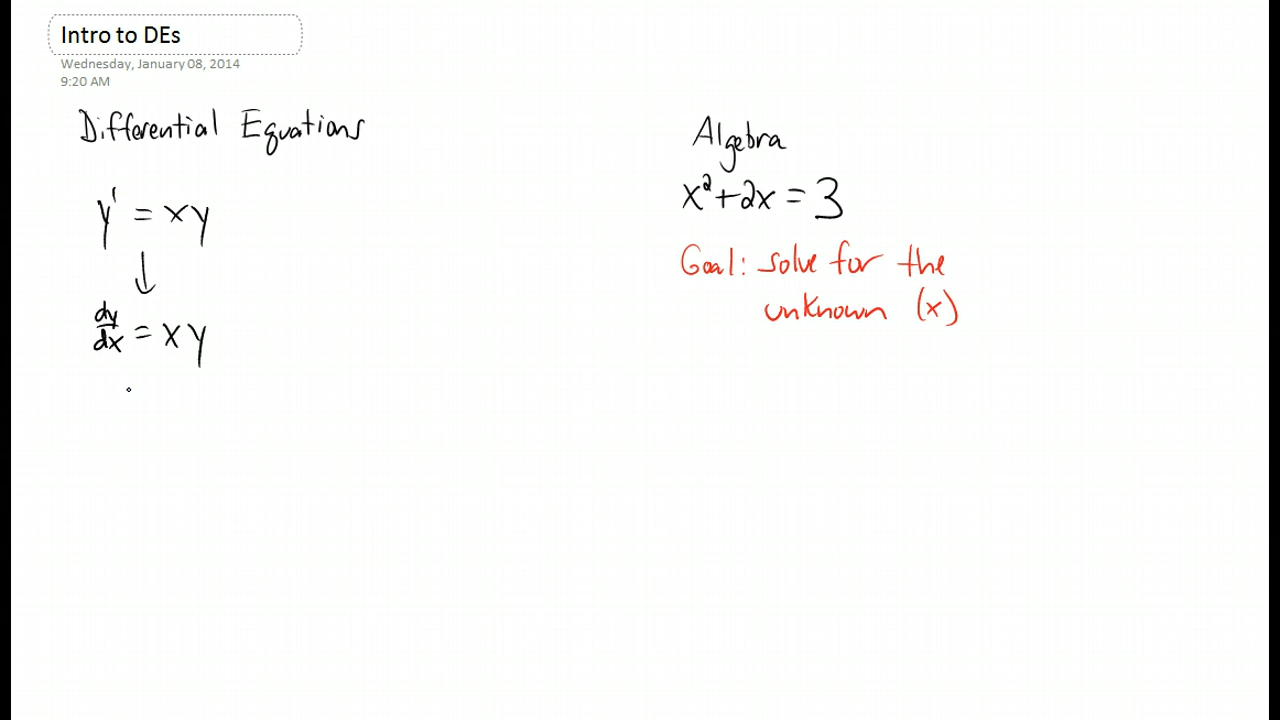 Intro to DEs
Wednesday, January 08, 2014
9:20 AM
Differential Equations
y' = xy
↓
dy/dx = xy
Algebra
x² + 2x = 3
Goal: solve for the
unknown (x)